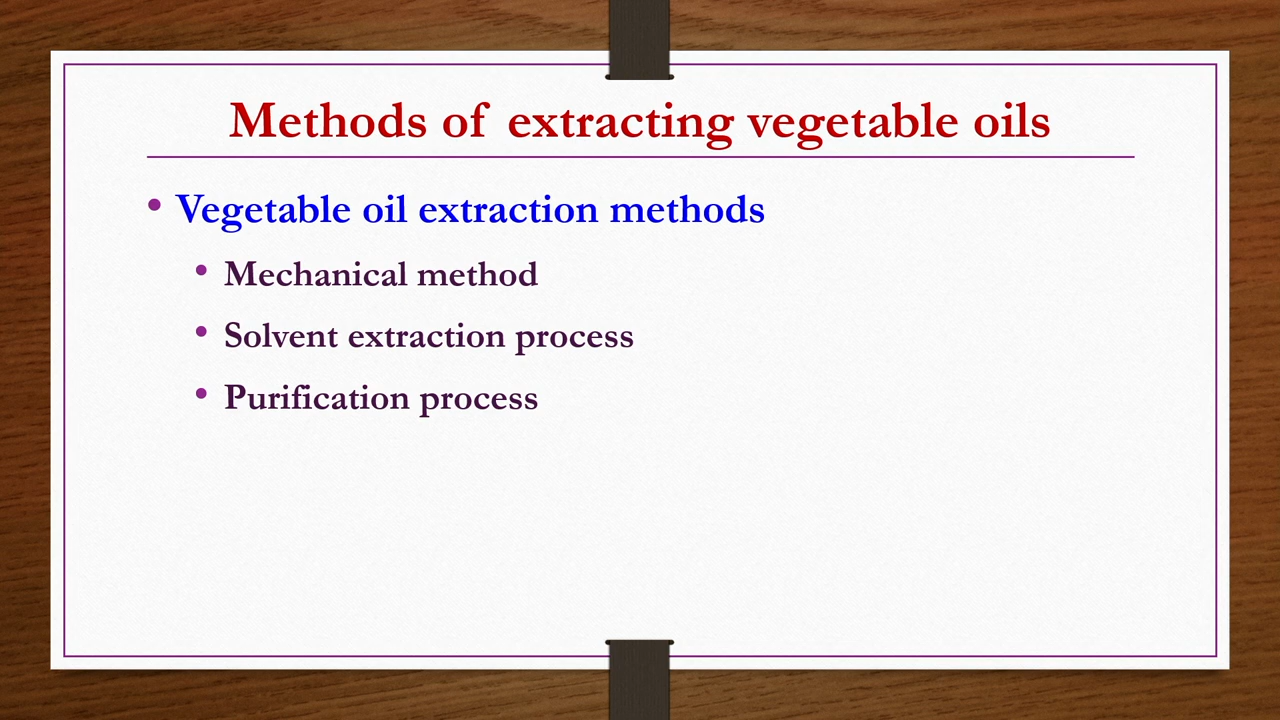 Methods of extracting vegetable oils
• Vegetable oil extraction methods
• Mechanical method
• Solvent extraction process
• Purification process